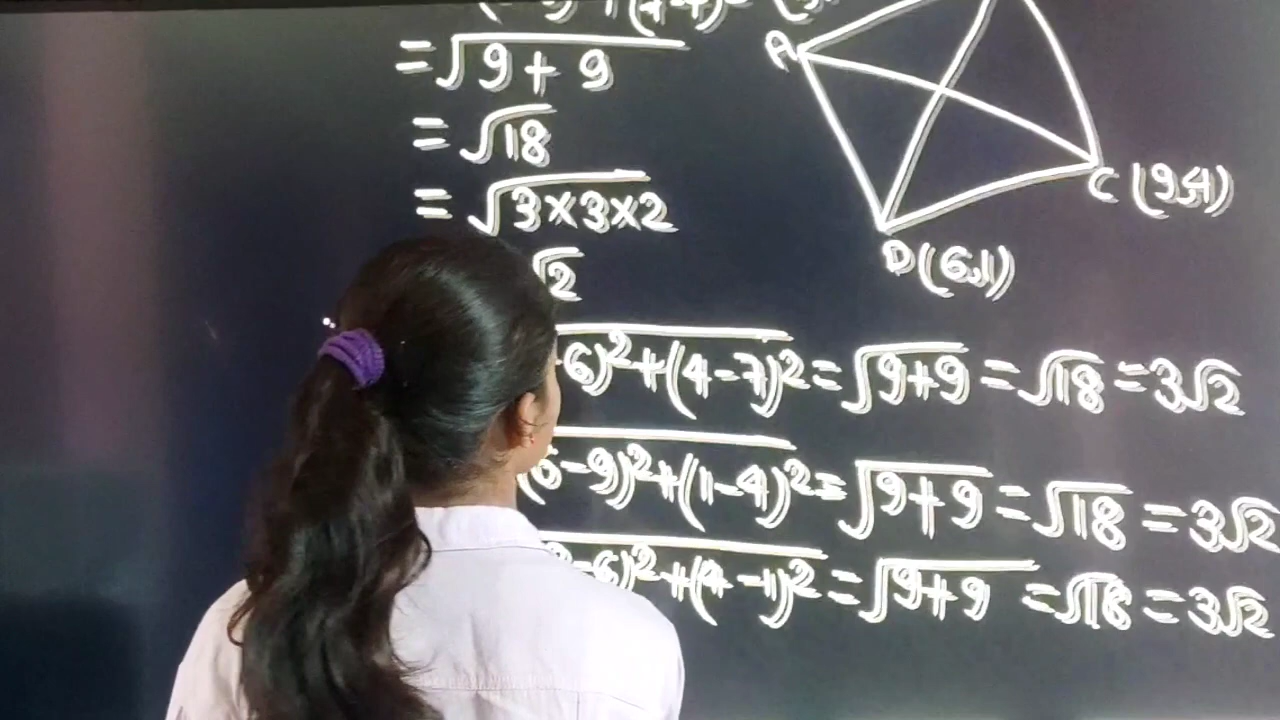 = √9 + 9
= √18
= √3×3×2
√2
A
C (9,4)
D (6,1)
-6)²+(4-7)²= √9+9 = √18 = 3√2
-9)²+(1-4)²= √9+9 = √18 = 3√2
-6)²+(4-1)² = √9+9 = √18 = 3√2